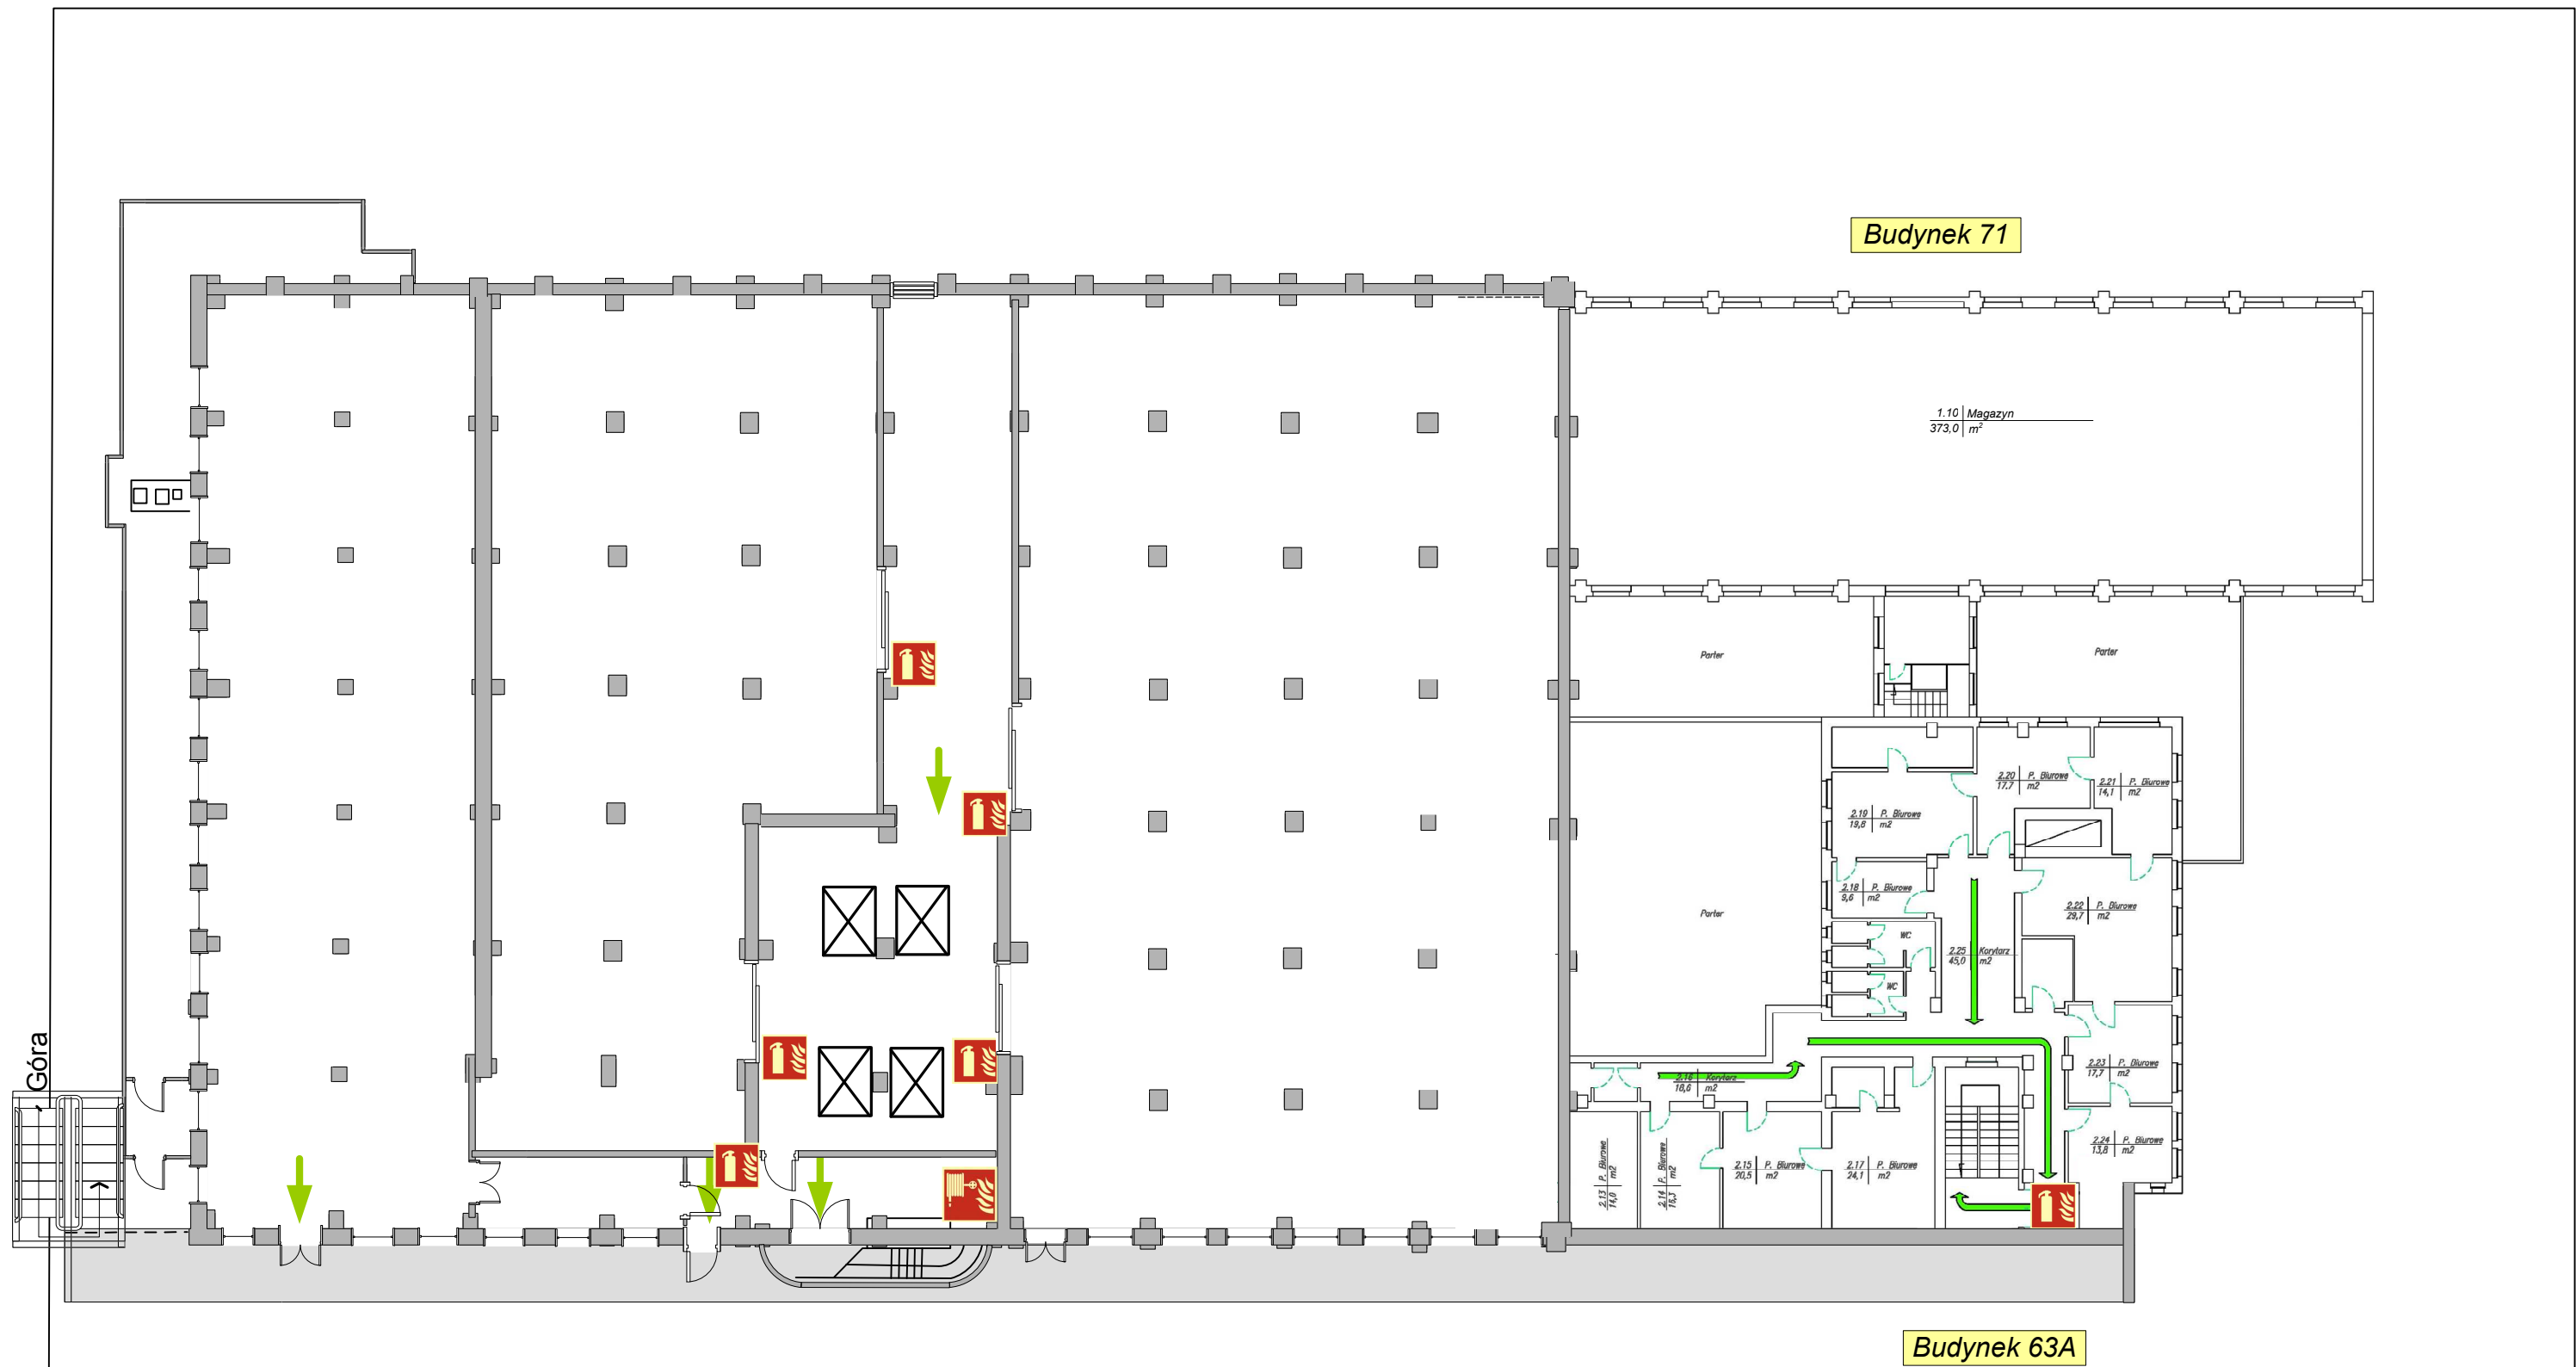 Budynek 71
1.10 Magazyn
373,0 m²
Parter
Parter
2.20 P. Biurowe
17,7 m2
2.21 P. Biurowe
14,1 m2
2.19 P. Biurowe
19,8 m2
2.18 P. Biurowe
9,6 m2
2.22 P. Biurowe
29,7 m2
Parter
WC
2.25 Korytarz
45,0 m2
WC
Góra
2.23 P. Biurowe
17,7 m2
2.16 Korytarz
18,6 m2
2.24 P. Biurowe
13,8 m2
2.13 P. Biurowe
14,0 m2
2.14 P. Biurowe
16,3 m2
2.15 P. Biurowe
20,5 m2
2.17 P. Biurowe
24,1 m2
Budynek 63A